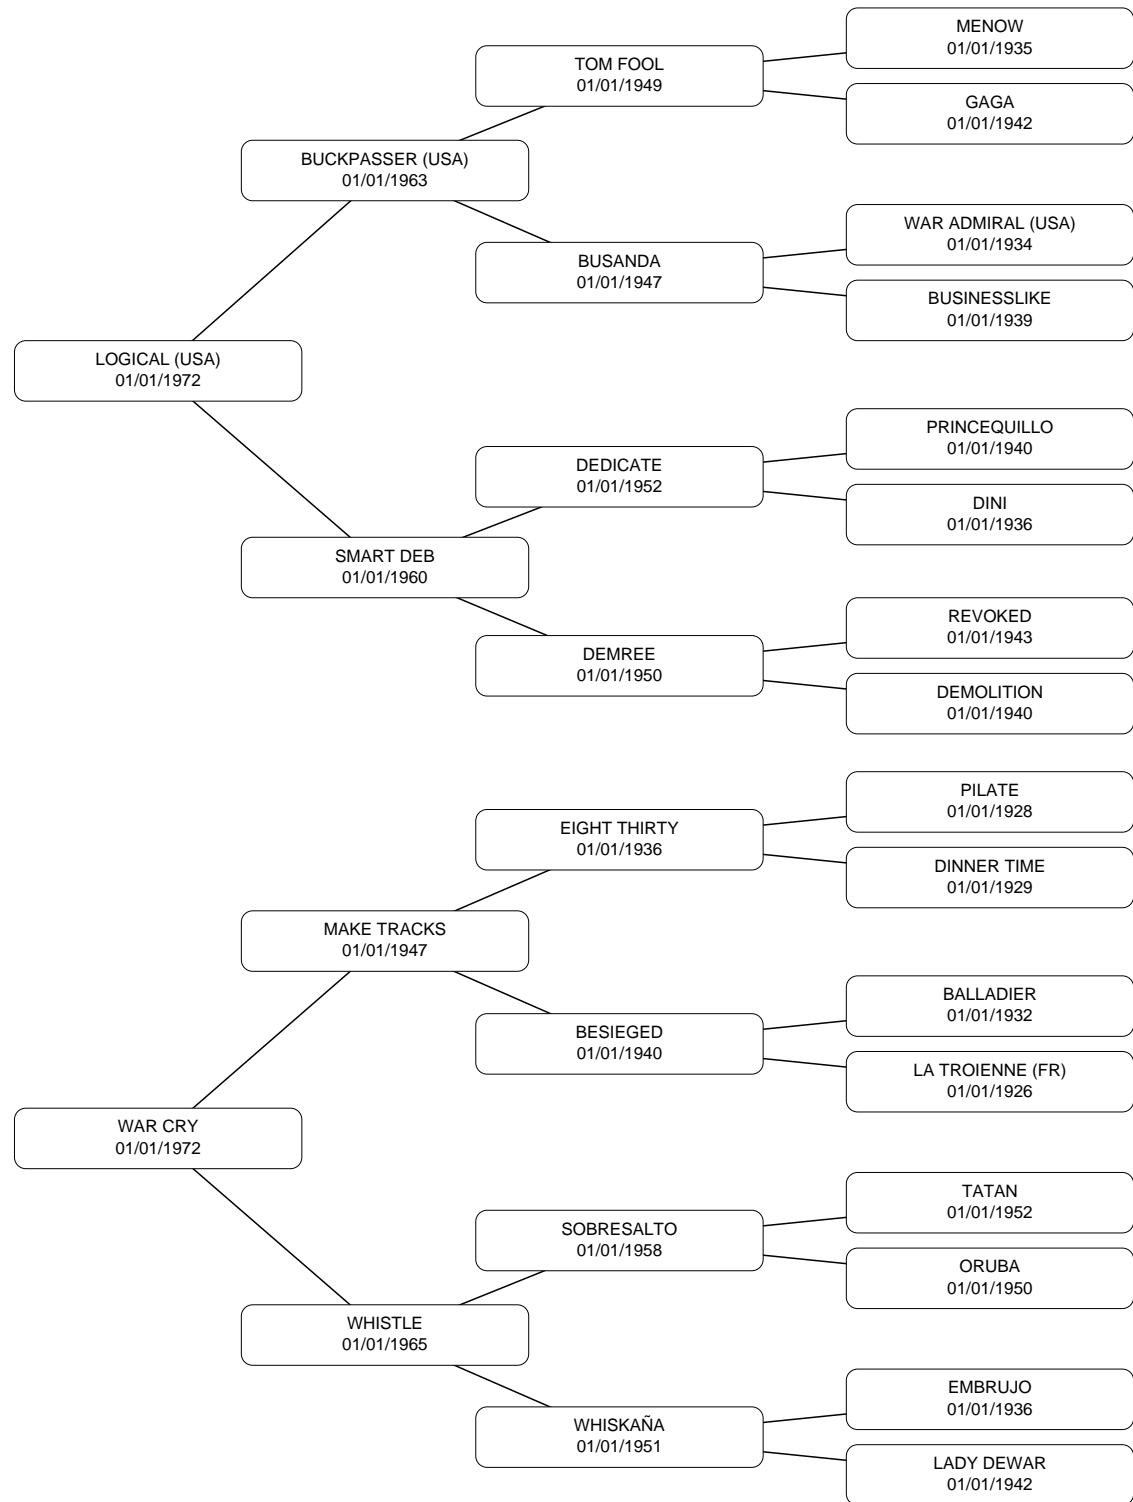 MENOW
01/01/1935
TOM FOOL
01/01/1949
GAGA
01/01/1942
BUCKPASSER (USA)
01/01/1963
WAR ADMIRAL (USA)
01/01/1934
BUSANDA
01/01/1947
BUSINESSLIKE
01/01/1939
LOGICAL (USA)
01/01/1972
PRINCEQUILLO
01/01/1940
DEDICATE
01/01/1952
DINI
01/01/1936
SMART DEB
01/01/1960
REVOKED
01/01/1943
DEMREE
01/01/1950
DEMOLITION
01/01/1940
PILATE
01/01/1928
EIGHT THIRTY
01/01/1936
DINNER TIME
01/01/1929
MAKE TRACKS
01/01/1947
BALLADIER
01/01/1932
BESIEGED
01/01/1940
LA TROIENNE (FR)
01/01/1926
WAR CRY
01/01/1972
TATAN
01/01/1952
SOBRESALTO
01/01/1958
ORUBA
01/01/1950
WHISTLE
01/01/1965
EMBRUJO
01/01/1936
WHISKAÑA
01/01/1951
LADY DEWAR
01/01/1942